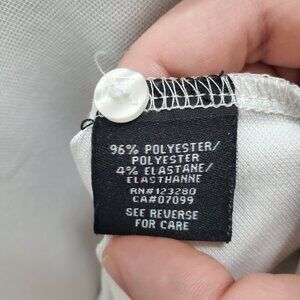 96% POLYESTER/
POLYESTER
4% ELASTANE/
ELASTHANNE
RN#123280
CA#07099
SEE REVERSE
FOR CARE